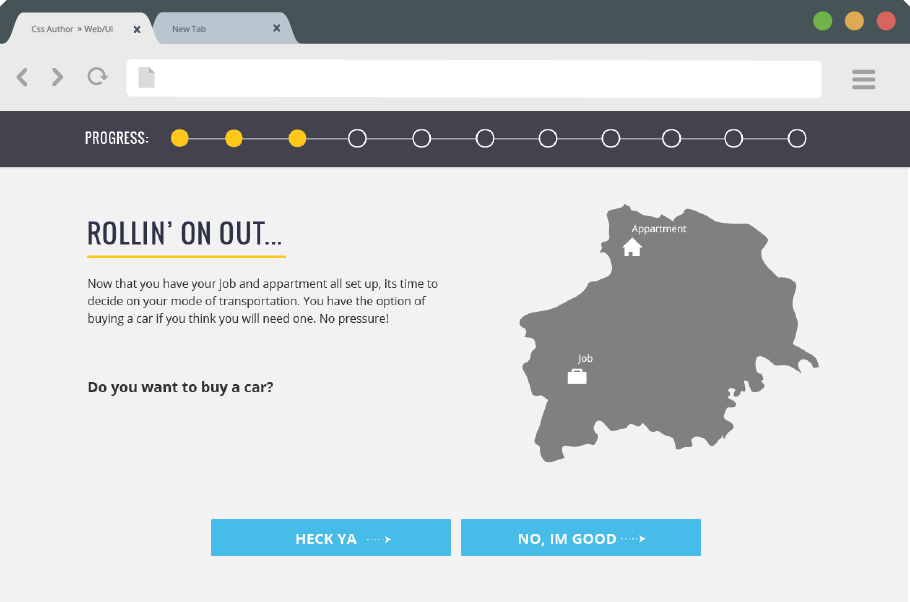 Css Author » Web/Ui x
New Tab x
PROGRESS:
ROLLIN' ON OUT...
Now that you have your job and appartment all set up, its time to
decide on your mode of transportation. You have the option of
buying a car if you think you will need one. No pressure!
Do you want to buy a car?
Appartment
Job
HECK YA
NO, IM GOOD